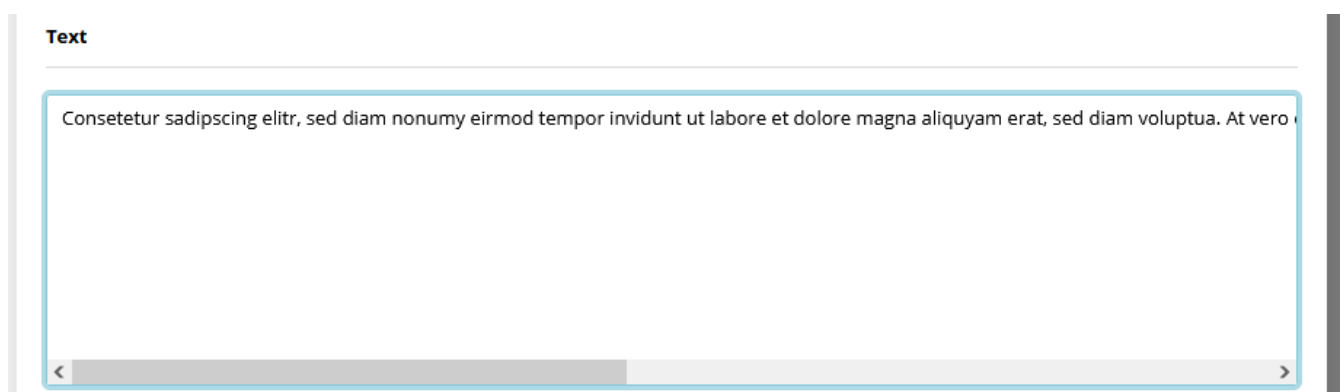 Text
Consetetur sadipscing elitr, sed diam nonumy eirmod tempor invidunt ut labore et dolore magna aliquyam erat, sed diam voluptua. At vero